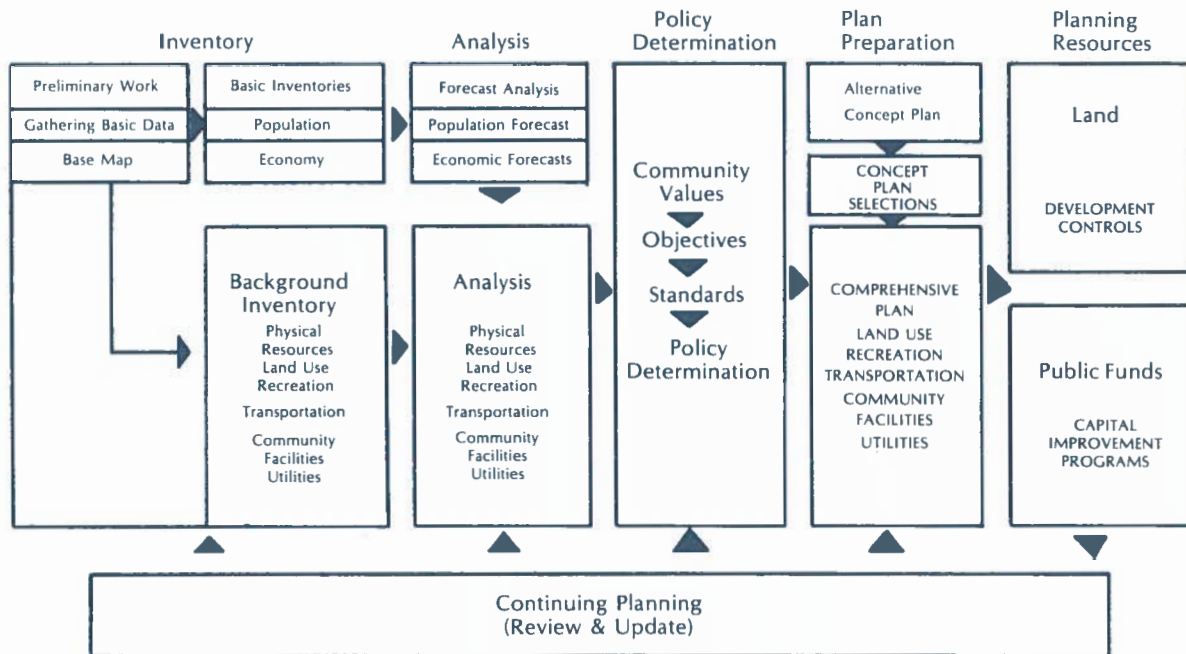 Inventory
Analysis
Policy
Determination
Plan
Preparation
Planning
Resources
Preliminary Work
Gathering Basic Data
Base Map
Basic Inventories
Population
Economy
Forecast Analysis
Population Forecast
Economic Forecasts
Background
Inventory
Physical
Resources
Land Use
Recreation
Transportation
Community
Facilities
Utilities
Analysis
Physical
Resources
Land Use
Recreation
Transportation
Community
Facilities
Utilities
Community
Values
Objectives
Standards
Policy
Determination
Alternative
Concept Plan
CONCEPT
PLAN
SELECTIONS
COMPREHENSIVE
PLAN
LAND USE
RECREATION
TRANSPORTATION
COMMUNITY
FACILITIES
UTILITIES
Land
DEVELOPMENT
CONTROLS
Public Funds
CAPITAL
IMPROVEMENT
PROGRAMS
Continuing Planning
(Review & Update)